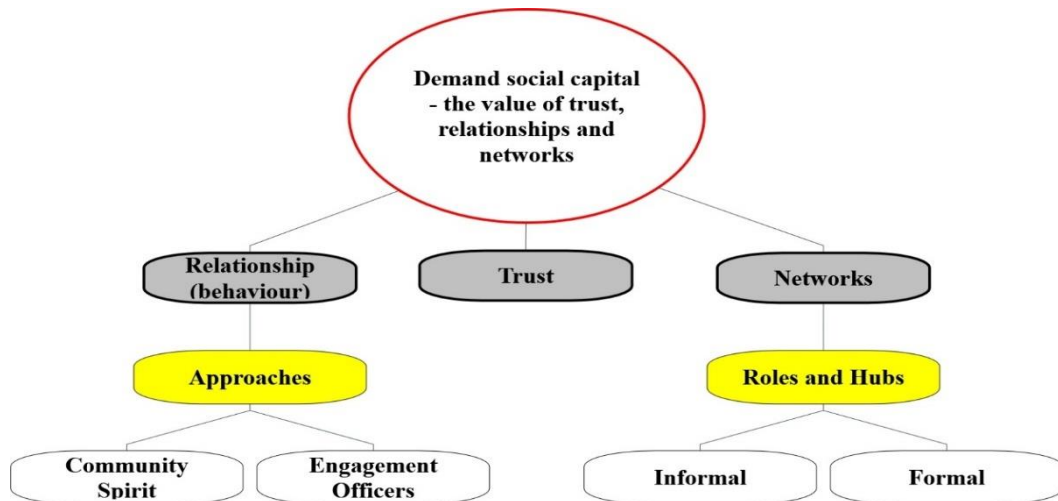 Demand social capital
- the value of trust,
relationships and
networks
Relationship
(behaviour)
Trust
Networks
Approaches
Roles and Hubs
Community
Spirit
Engagement
Officers
Informal
Formal